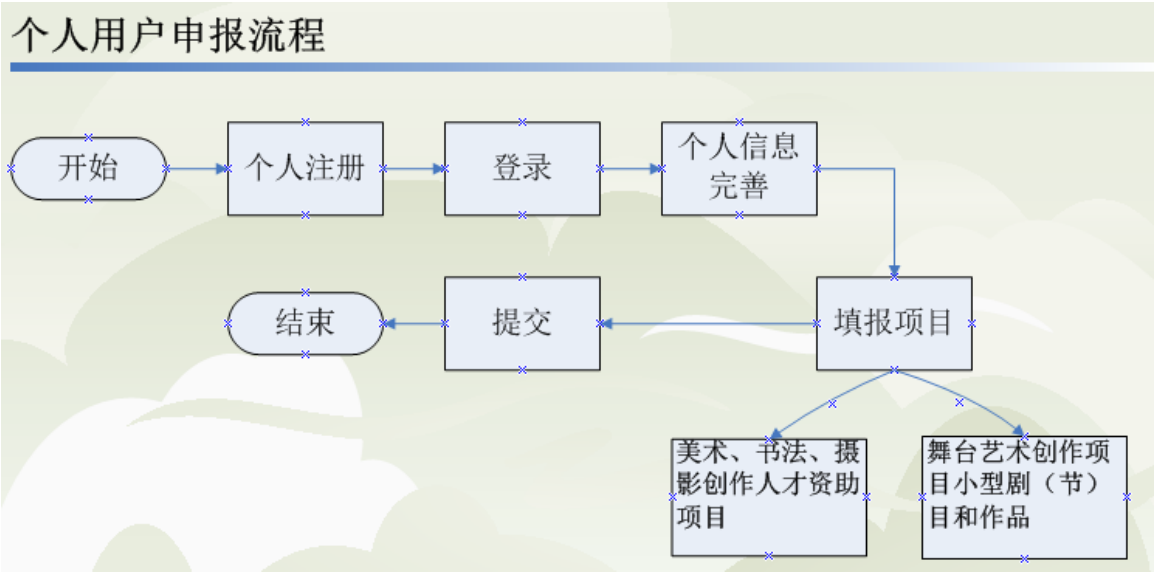 个人用户申报流程
开始
个人注册
登录
个人信息
完善
结束
提交
填报项目
美术、书法、摄
影创作人才资助
项目
舞台艺术创作项
目小型剧（节）
目和作品